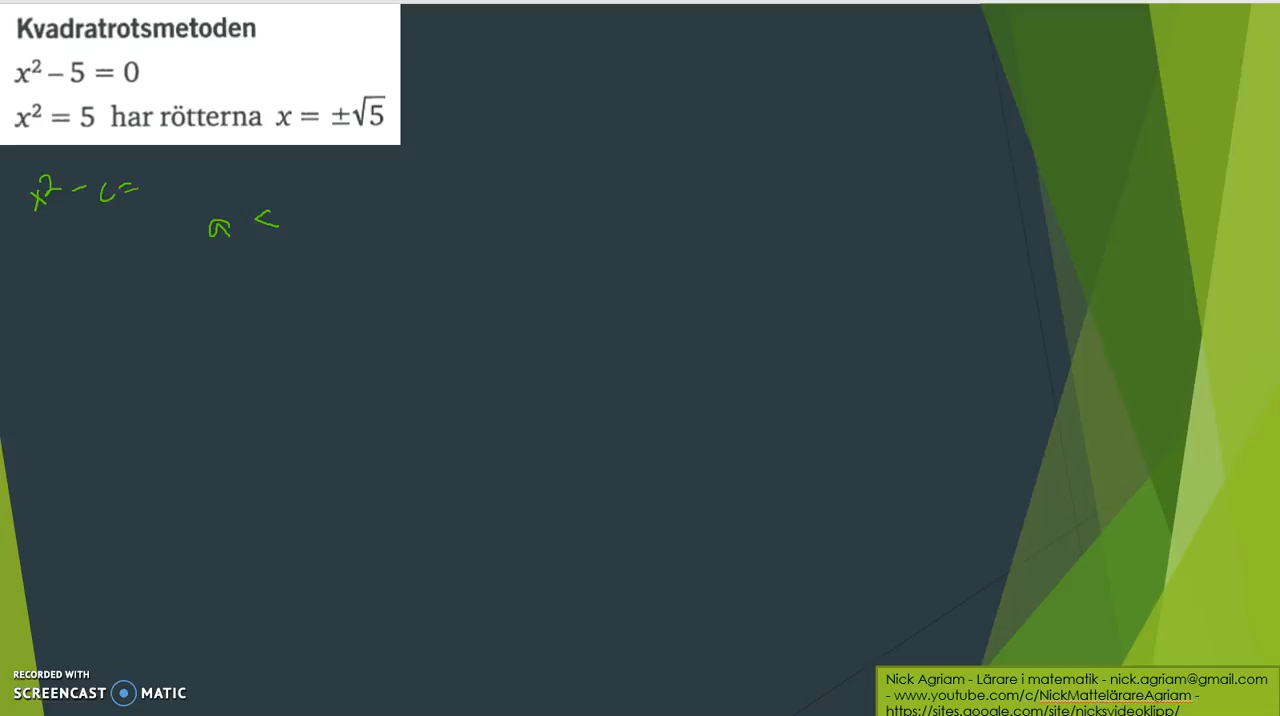 Kvadratrotsmetoden
x² – 5 = 0
x² = 5 har rötterna x = ±√5
x² - c =
a <
RECORDED WITH
SCREENCAST MATIC
Nick Agriam - Lärare i matematik - nick.agriam@gmail.com
- www.youtube.com/c/NickMattelärareAgriam -
https://sites.google.com/site/nicksvideoklipp/